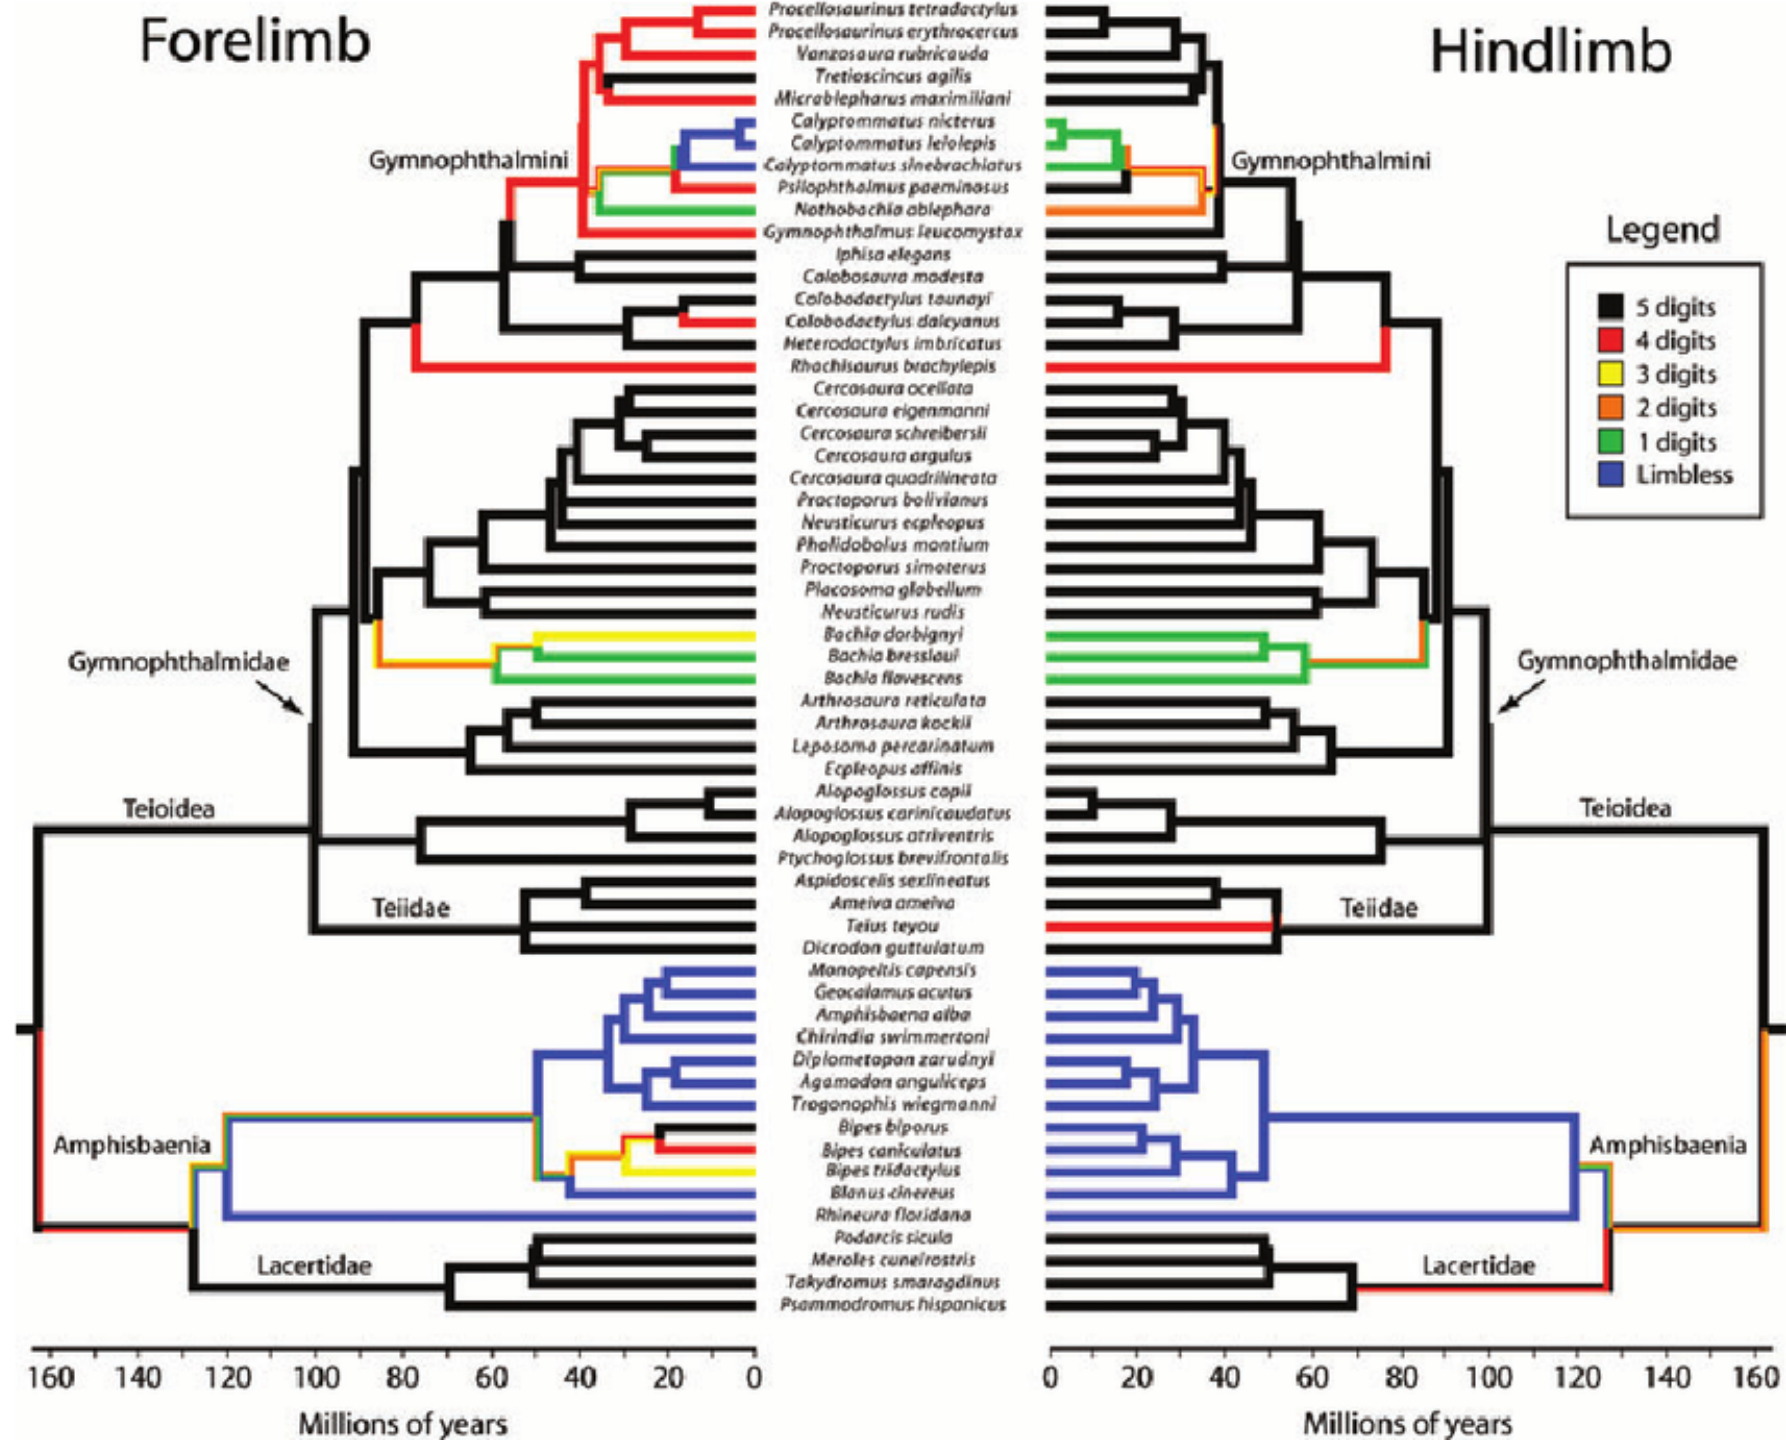 Forelimb
Hindlimb
Procellosaurinus tetradactylus
Procellosaurinus erythrocercus
Vanzosaura rubricauda
Tretioscincus agilis
Micrablepharus maximiliani
Calyptommatus nicterus
Calyptommatus leiolepis
Calyptommatus sinebrachiatus
Gymnophthalmini
Gymnophthalmini
Psilophthalmus paeminosus
Nothobachia ablephara
Gymnophthalmus leucomystax
Legend
Iphisa elegans
Colobosaura modesta
Colobodactylus taunayi
5 digits
Colobodactylus dalcyanus
Heterodactylus imbricatus
4 digits
Rhachisaurus brachylepis
3 digits
Cercosaura ocellata
Cercosaura eigenmanni
2 digits
Cercosaura schreibersii
1 digits
Cercosaura argulus
Cercosaura quadrilineata
Limbless
Proctoporus bolivianus
Neusticurus ecpleopus
Pholidobolus montium
Proctoporus simoterus
Placosoma glabellum
Neusticurus rudis
Bachia dorbignyi
Bachia bresslaui
Gymnophthalmidae
Gymnophthalmidae
Bachia flavescens
Arthrosaura reticulata
Arthrosaura kockii
Leposoma percarinatum
Ecpleopus affinis
Alopoglossus copii
Teioidea
Teioidea
Alopoglossus carinicaudatus
Alopoglossus atriventris
Ptychoglossus brevifrontalis
Aspidoscelis sexlineatus
Ameiva ameiva
Teiidae
Teiidae
Teius teyou
Dicrodon guttulatum
Monopeltis capensis
Geocalamus acutus
Amphisbaena alba
Chirindia swimmertoni
Diplometopon zarudnyi
Agamodon anguliceps
Trogonophis wiegmanni
Bipes biporus
Amphisbaenia
Amphisbaenia
Bipes caniculatus
Bipes tridactylus
Blanus cinereus
Rhineura floridana
Podarcis sicula
Meroles cuneirostris
Lacertidae
Lacertidae
Takydromus smaragdinus
Psammodromus hispanicus
160 140 120 100 80 60 40 20 0
0 20 40 60 80 100 120 140 160
Millions of years
Millions of years